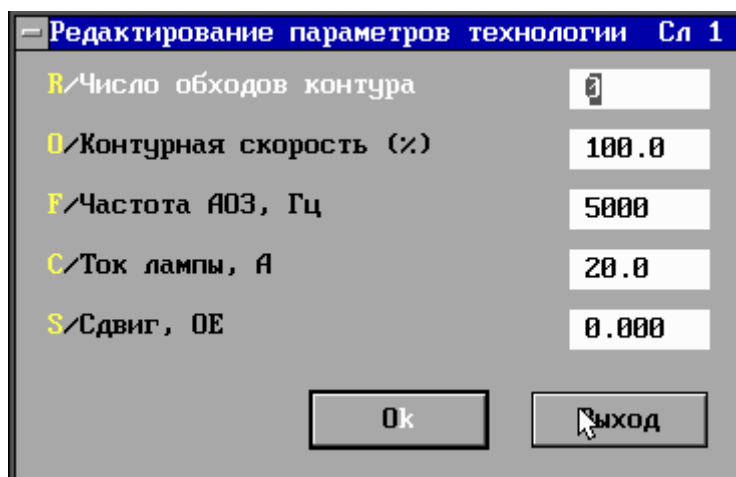 Редактирование параметров технологии Сл 1
R/Число обходов контура 0
O/Контурная скорость (%) 100.0
F/Частота АОЗ, Гц 5000
C/Ток лампы, А 20.0
S/Сдвиг, ОЕ 0.000
Ok Выход